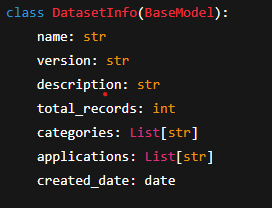 class DatasetInfo(BaseModel):
    name: str
    version: str
    description: str
    total_records: int
    categories: List[str]
    applications: List[str]
    created_date: date